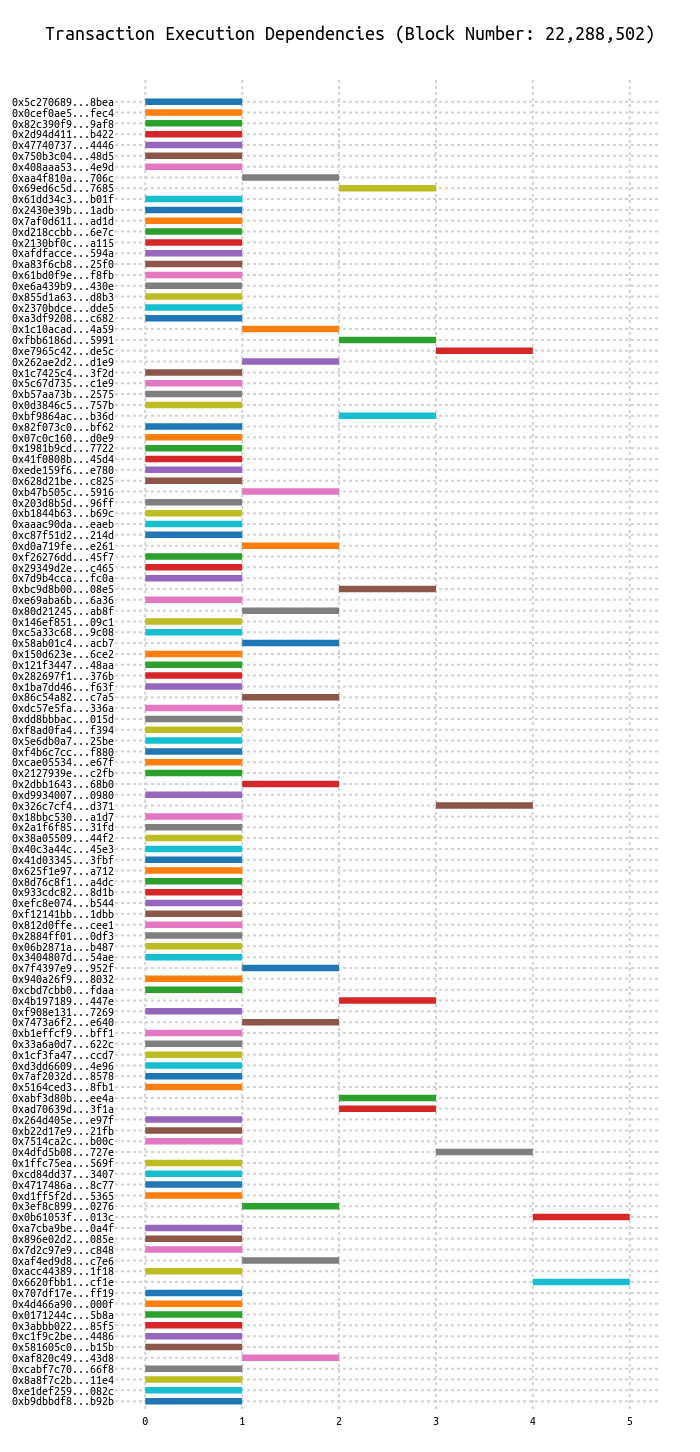 Transaction Execution Dependencies (Block Number: 22,288,502)
0x5c270689...8bea
0x0cef0ae5...fec4
0x82c390f9...9af8
0x2d94d411...b422
0x47740737...4446
0x750b3c04...48d5
0x408aaa53...4e9d
0xaa4f810a...706c
0x69ed6c5d...7685
0x61dd34c3...b01f
0x2430e39b...1adb
0x7af0d611...ad1d
0xd218ccbb...6e7c
0x2130bf0c...a115
0xafdfacce...594a
0xa83f6cb8...25f0
0x61bd0f9e...f8fb
0xe6a439b9...430e
0x855d1a63...d8b3
0x2370bdce...dde5
0xa3df9208...c682
0x1c10acad...4a59
0xfbb6186d...5991
0xe7965c42...de5c
0x262ae2d2...d1e9
0x1c7425c4...3f2d
0x5c67d735...c1e9
0xb57aa73b...2575
0x0d3846c5...757b
0xbf9864ac...b36d
0x82f073c0...bf62
0x07c0c160...d0e9
0x1981b9cd...7722
0x41f0808b...45d4
0xede159f6...e780
0x628d21be...c825
0xb47b505c...5916
0x203d8b5d...96ff
0xb1844b63...b69c
0xaaac90da...eaeb
0xc87f51d2...214d
0xd0a719fe...e261
0xf26276dd...45f7
0x29349d2e...c465
0x7d9b4cca...fc0a
0xbc9d8b00...08e5
0xe69aba6b...6a36
0x80d21245...ab8f
0x146ef851...09c1
0xc5a33c68...9c08
0x58ab01c4...acb7
0x150d623e...6ce2
0x121f3447...48aa
0x282697f1...376b
0x1ba7dd46...f63f
0x86c54a82...c7a5
0xdc57e5fa...336a
0xdd8bbbac...015d
0xf8ad0fa4...f394
0x5e6db0a7...25be
0xf4b6c7cc...f880
0xcae05534...e67f
0x2127939e...c2fb
0x2dbb1643...68b0
0xd9934007...0980
0x326c7cf4...d371
0x18bbc530...a1d7
0x2a1f6f85...31fd
0x38a05509...44f2
0x40c3a44c...45e3
0x41d03345...3fbf
0x625f1e97...a712
0x8d76c8f1...a4dc
0x933cdc82...8d1b
0xefc8e074...b544
0xf12141bb...1dbb
0x812d0ffe...cee1
0x2884ff01...0df3
0x06b2871a...b487
0x3404807d...54ae
0x7f4397e9...952f
0x940a26f9...8032
0xcbd7cbb0...fdaa
0x4b197189...447e
0xf908e131...7269
0x7473a6f2...e640
0xb1effcf9...bff1
0x33a6a0d7...622c
0x1cf3fa47...ccd7
0xd3dd6609...4e96
0x7af2032d...8578
0x5164ced3...8fb1
0xabf3d80b...ee4a
0xad70639d...3f1a
0x264d405e...e97f
0xb22d17e9...21fb
0x7514ca2c...b00c
0x4dfd5b08...727e
0x1ffc75ea...569f
0xcd84dd37...3407
0x4717486a...8c77
0xd1ff5f2d...5365
0x3ef8c899...0276
0x0b61053f...013c
0xa7cba9be...0a4f
0x896e02d2...085e
0x7d2c97e9...c848
0xaf4ed9d8...c7e6
0xacc44389...1f18
0x6620fbb1...cf1e
0x707df17e...ff19
0x4d466a90...000f
0x0171244c...5b8a
0x3abbb022...85f5
0xc1f9c2be...4486
0x581605c0...b15b
0xaf820c49...43d8
0xcabf7c70...66f8
0x8a8f7c2b...11e4
0xe1def259...082c
0xb9dbbdf8...b92b
0 1 2 3 4 5